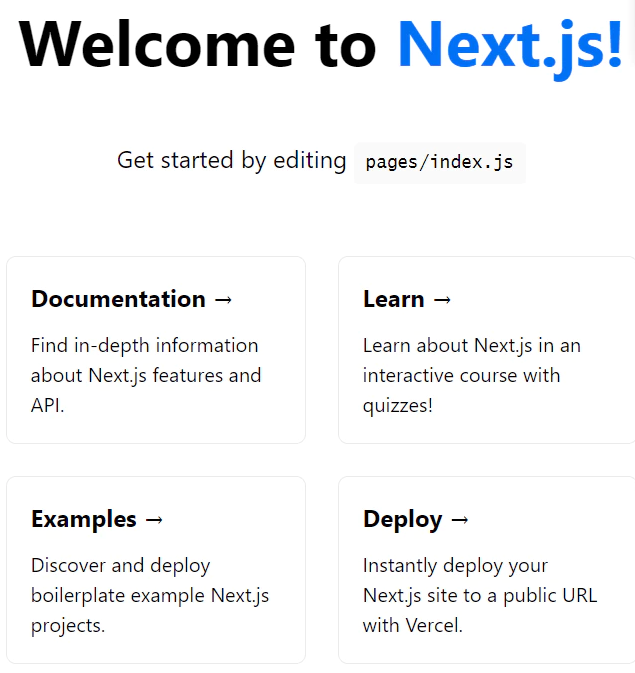 Welcome to Next.js!
Get started by editing pages/index.js
Documentation →
Find in-depth information
about Next.js features and
API.
Learn →
Learn about Next.js in an
interactive course with
quizzes!
Examples →
Discover and deploy
boilerplate example Next.js
projects.
Deploy →
Instantly deploy your
Next.js site to a public URL
with Vercel.